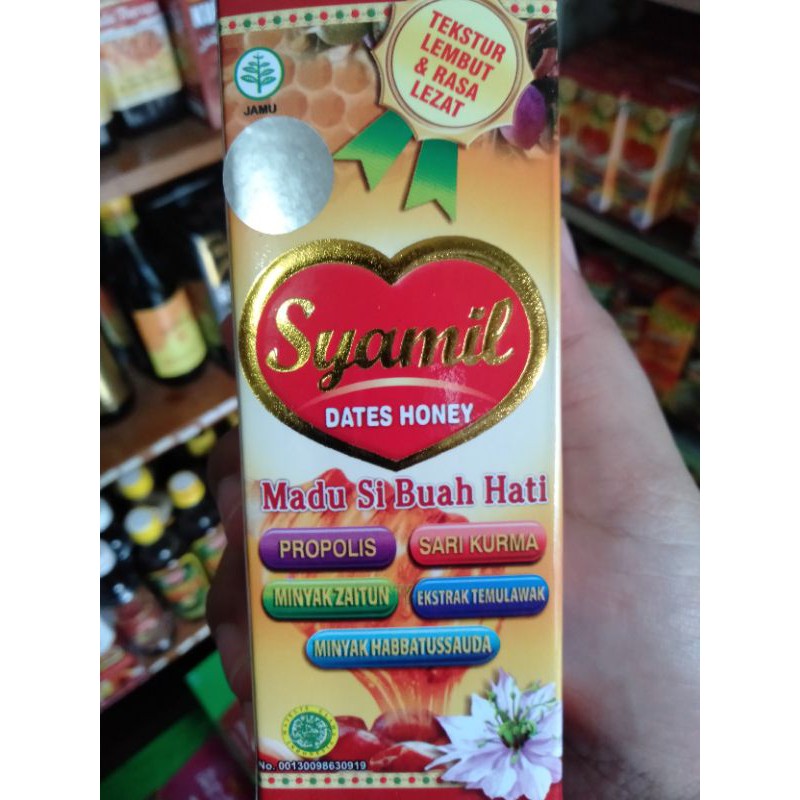 TEKSTUR
LEMBUT
& RASA
LEZAT
JAMU
Syamil
DATES HONEY
Madu Si Buah Hati
PROPOLIS
SARI KURMA
MINYAK ZAITUN
EKSTRAK TEMULAWAK
MINYAK HABBATUSSAUDA
No. 00130098630919